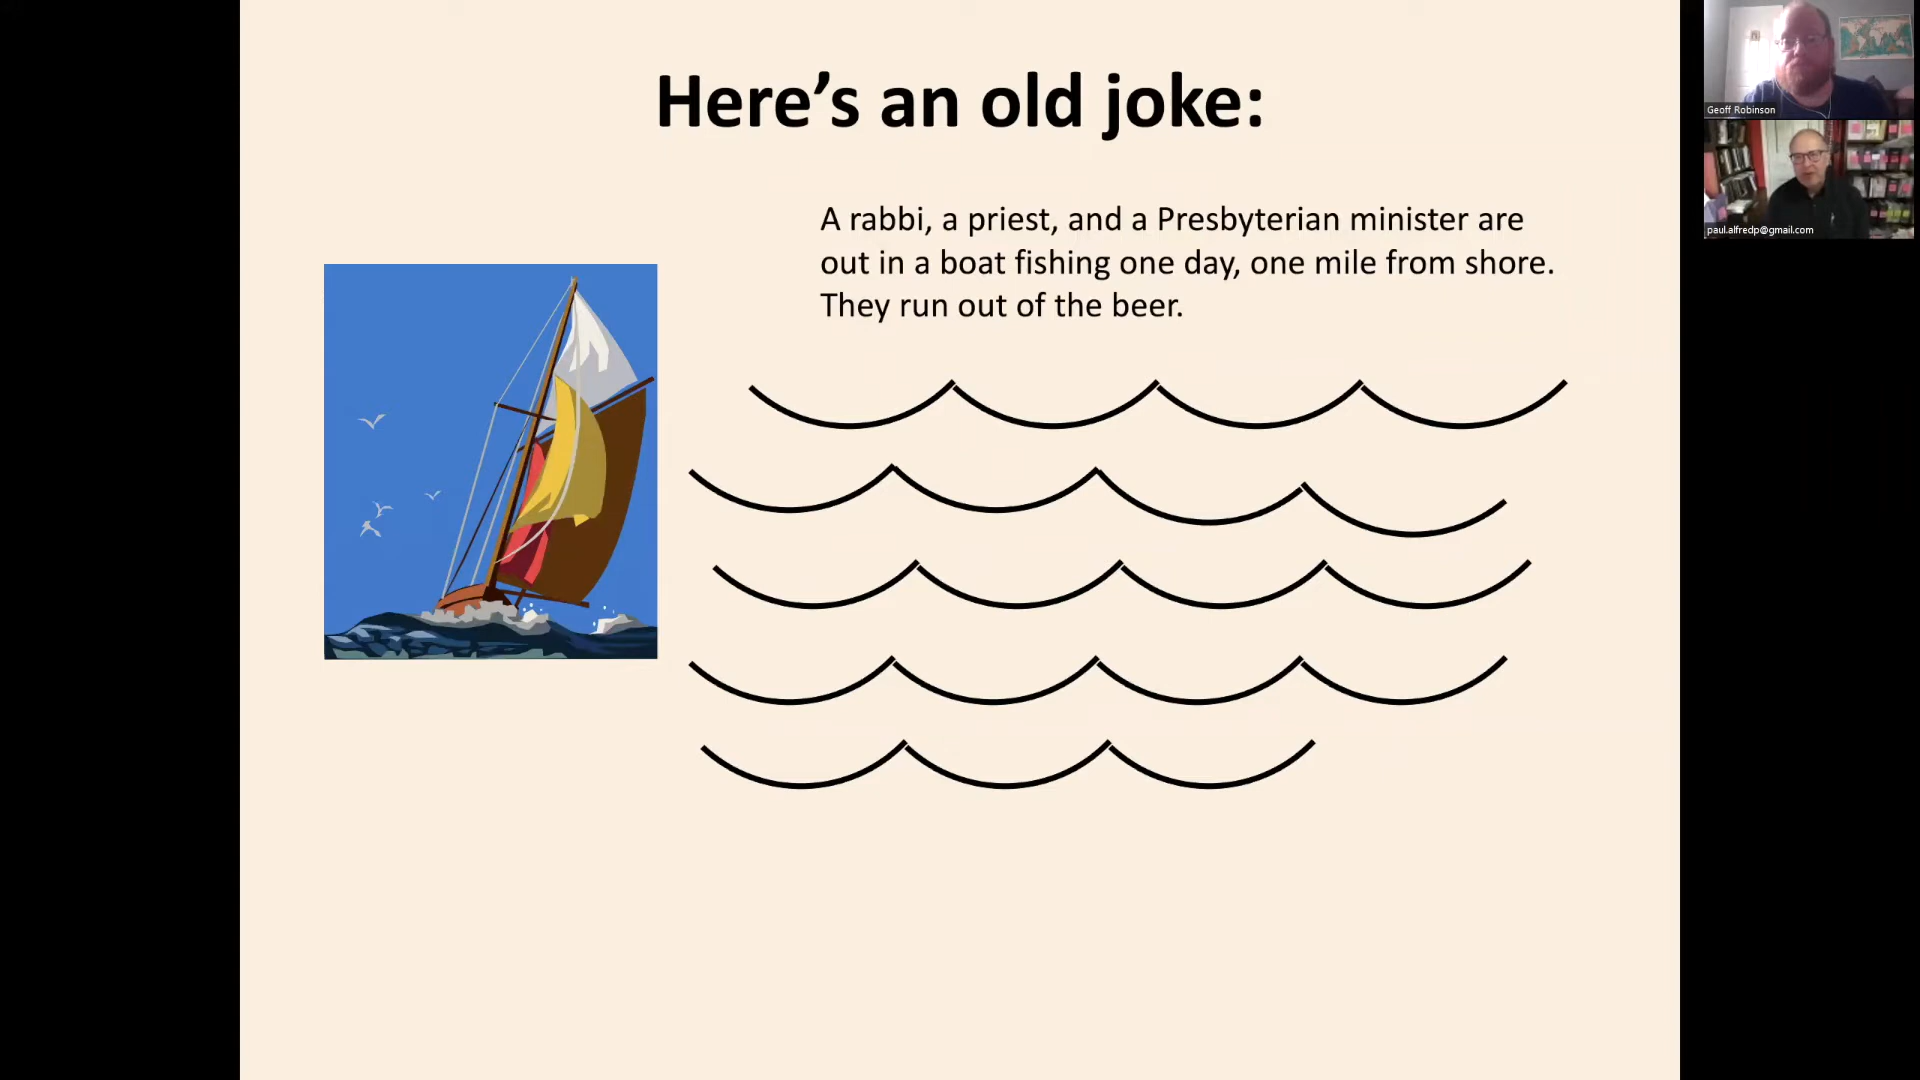 Here’s an old joke:
A rabbi, a priest, and a Presbyterian minister are
out in a boat fishing one day, one mile from shore.
They run out of the beer.
Geoff Robinson
paul.alfredp@gmail.com